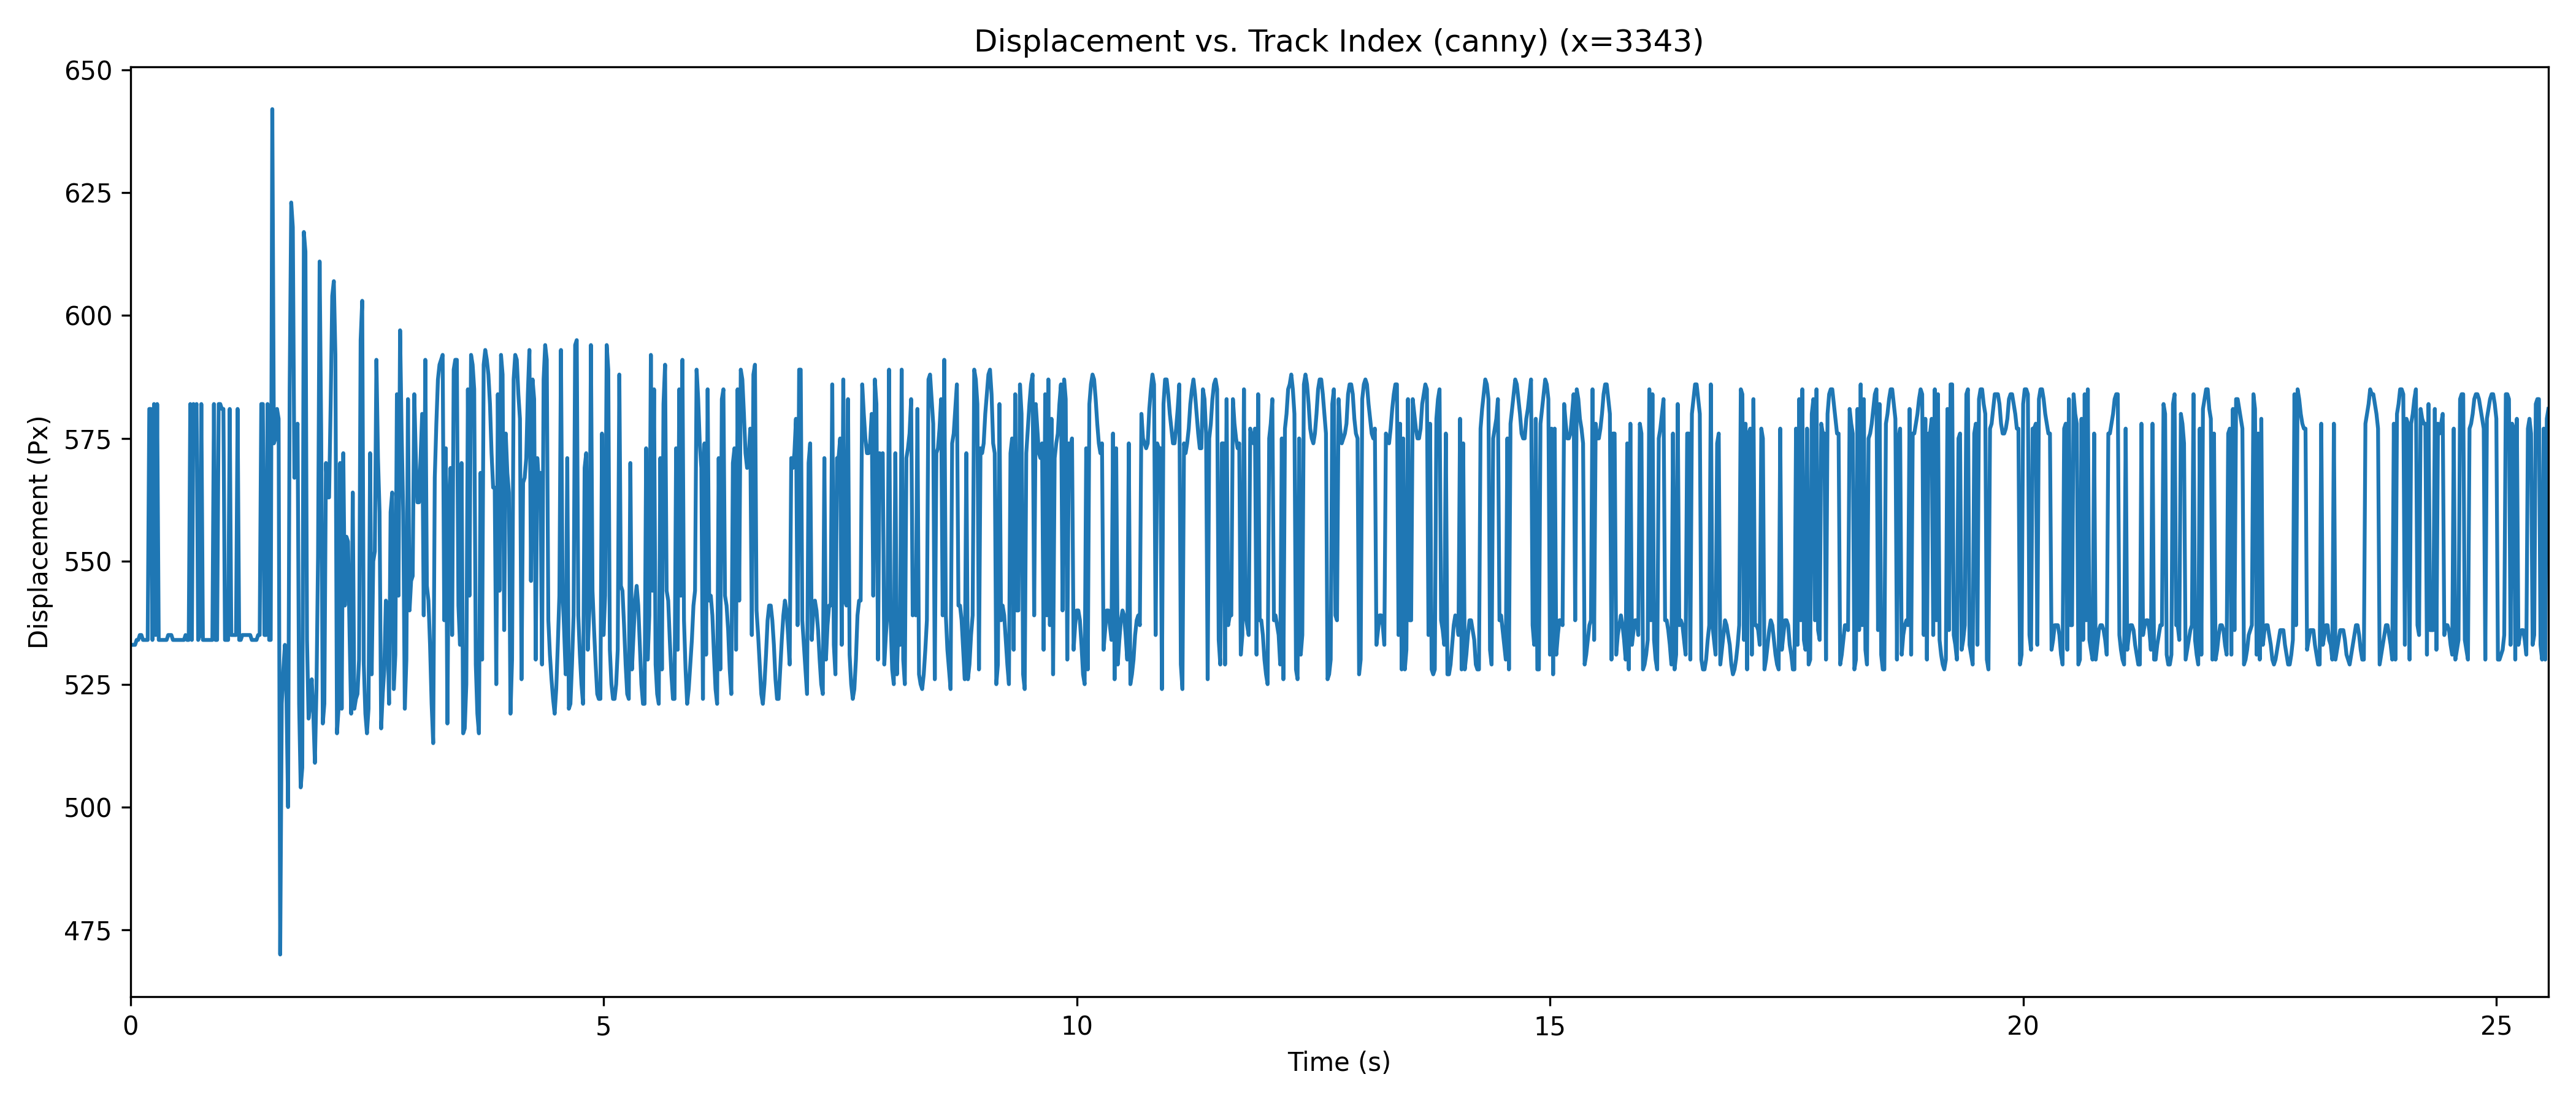 Displacement vs. Track Index (canny) (x=3343)
650
625
600
575
550
525
500
475
Displacement (Px)
0 5 10 15 20 25
Time (s)